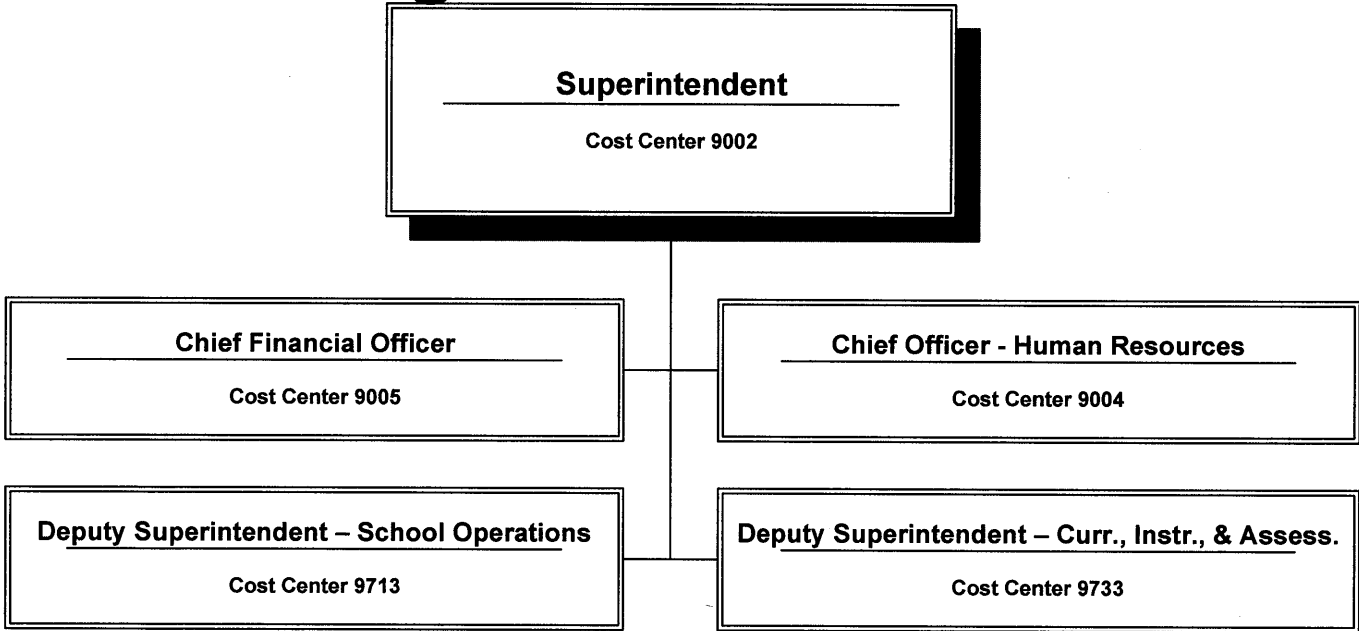 Superintendent
Cost Center 9002
Chief Financial Officer
Cost Center 9005
Chief Officer - Human Resources
Cost Center 9004
Deputy Superintendent – School Operations
Cost Center 9713
Deputy Superintendent – Curr., Instr., & Assess.
Cost Center 9733